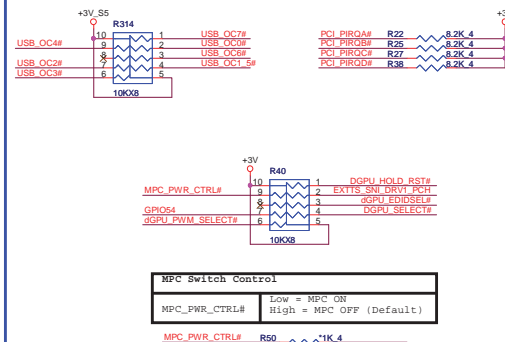 +3V_S5
R314
10 1 USB_OC7#
USB_OC4# 9 2 USB_OC0#
8 3 USB_OC6#
USB_OC2# 7 4 USB_OC1_5#
USB_OC3# 6 5
10KX8
PCI_PIRQA# R22 8.2K_4
PCI_PIRQB# R25 8.2K_4
PCI_PIRQC# R27 8.2K_4
PCI_PIRQD# R38 8.2K_4
+3V
R40
10 1 DGPU_HOLD_RST#
MPC_PWR_CTRL# 9 2 EXTTS_SNI_DRV1_PCH
8 3 dGPU_EDIDSEL#
GPIO54 7 4 DGPU_SELECT#
dGPU_PWM_SELECT# 6 5
10KX8
MPC Switch Control
MPC_PWR_CTRL# Low = MPC ON
High = MPC OFF (Default)
MPC_PWR_CTRL# R50 *1K_4